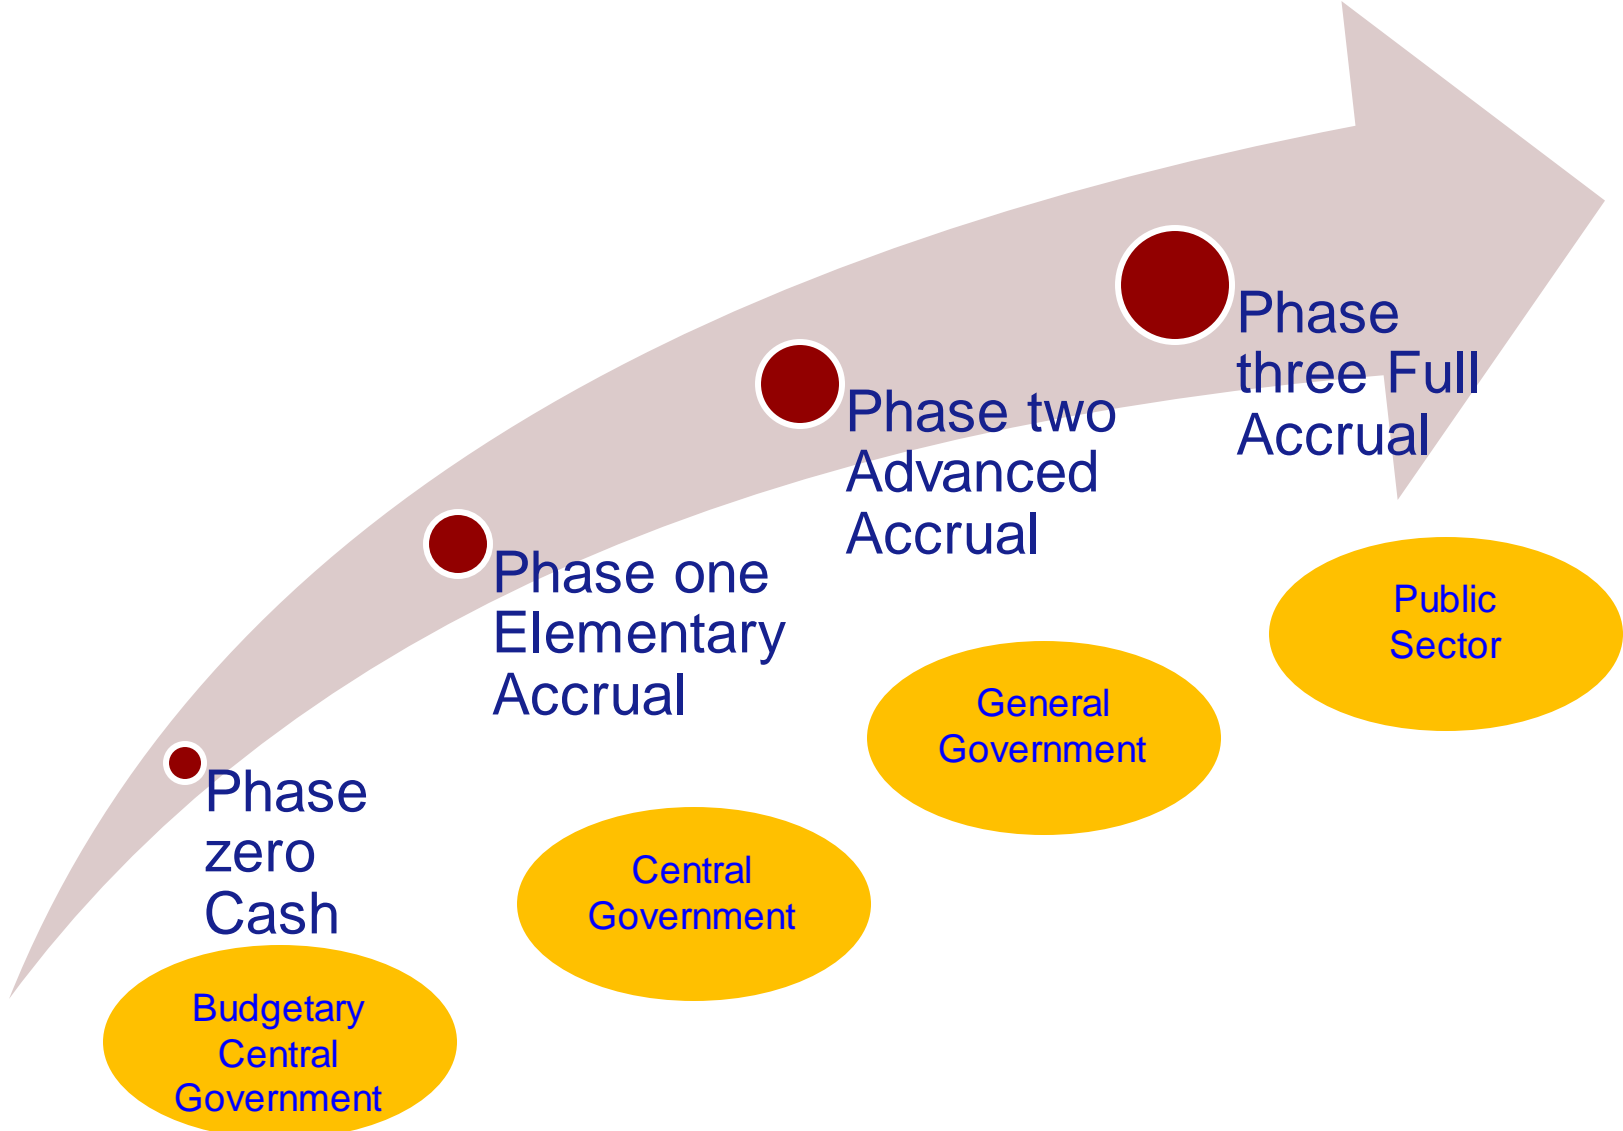 Phase
zero
Cash
Budgetary
Central
Government
Phase one
Elementary
Accrual
Central
Government
Phase two
Advanced
Accrual
General
Government
Phase
three Full
Accrual
Public
Sector